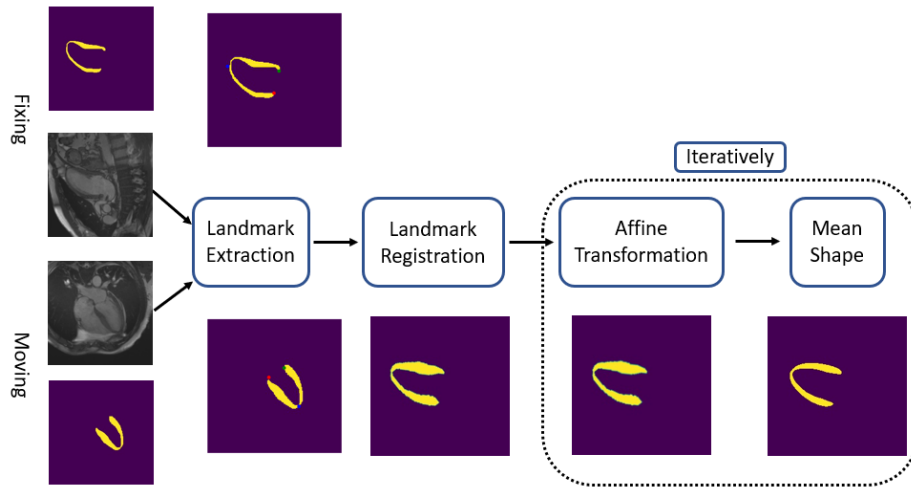 Fixing
Moving
Landmark
Extraction
Landmark
Registration
Iteratively
Affine
Transformation
Mean
Shape